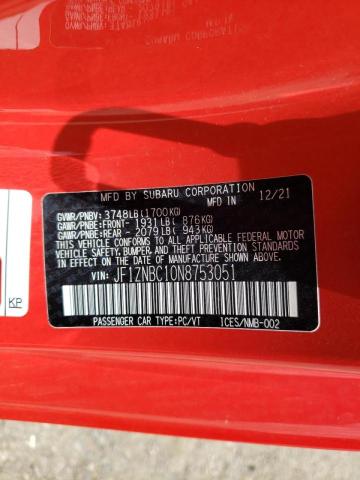 MFD BY SUBARU CORPORATION 12/21
GVWR/PNBV: 3748LB(1700KG)
GAWR/PNBE:FRONT- 1931LB( 876KG)
GAWR/PNBE:REAR - 2079LB( 943KG)
THIS VEHICLE CONFORMS TO ALL APPLICABLE FEDERAL MOTOR
VEHICLE SAFETY, BUMPER, AND THEFT PREVENTION STANDARDS
IN EFFECT ON THE DATE OF MANUFACTURE SHOWN ABOVE.
VIN: JF1ZNBC10N8753051
PASSENGER CAR TYPE:PC/VT ICES/NMB-002
KP